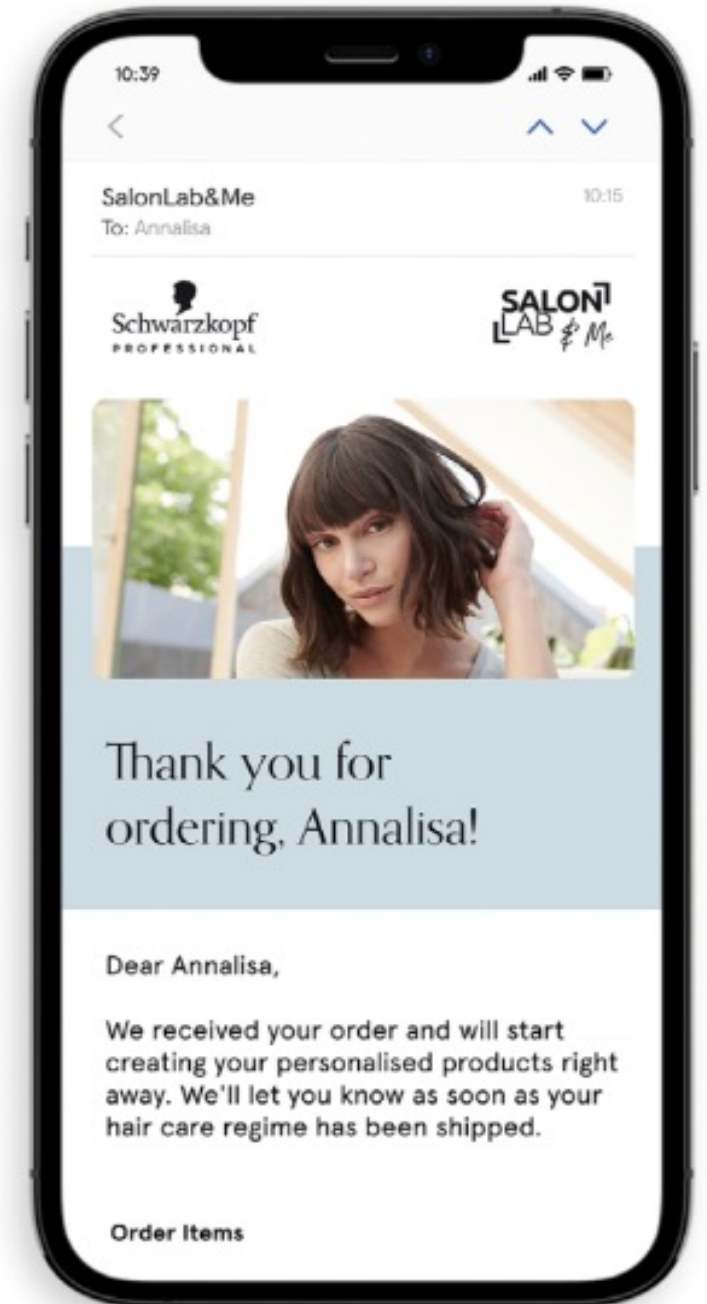 10:39
SalonLab&Me
10:15
To: Annalisa
Schwarzkopf
PROFESSIONAL
SALON
LAB & Me
Thank you for
ordering, Annalisa!
Dear Annalisa,
We received your order and will start
creating your personalised products right
away. We'll let you know as soon as your
hair care regime has been shipped.
Order Items